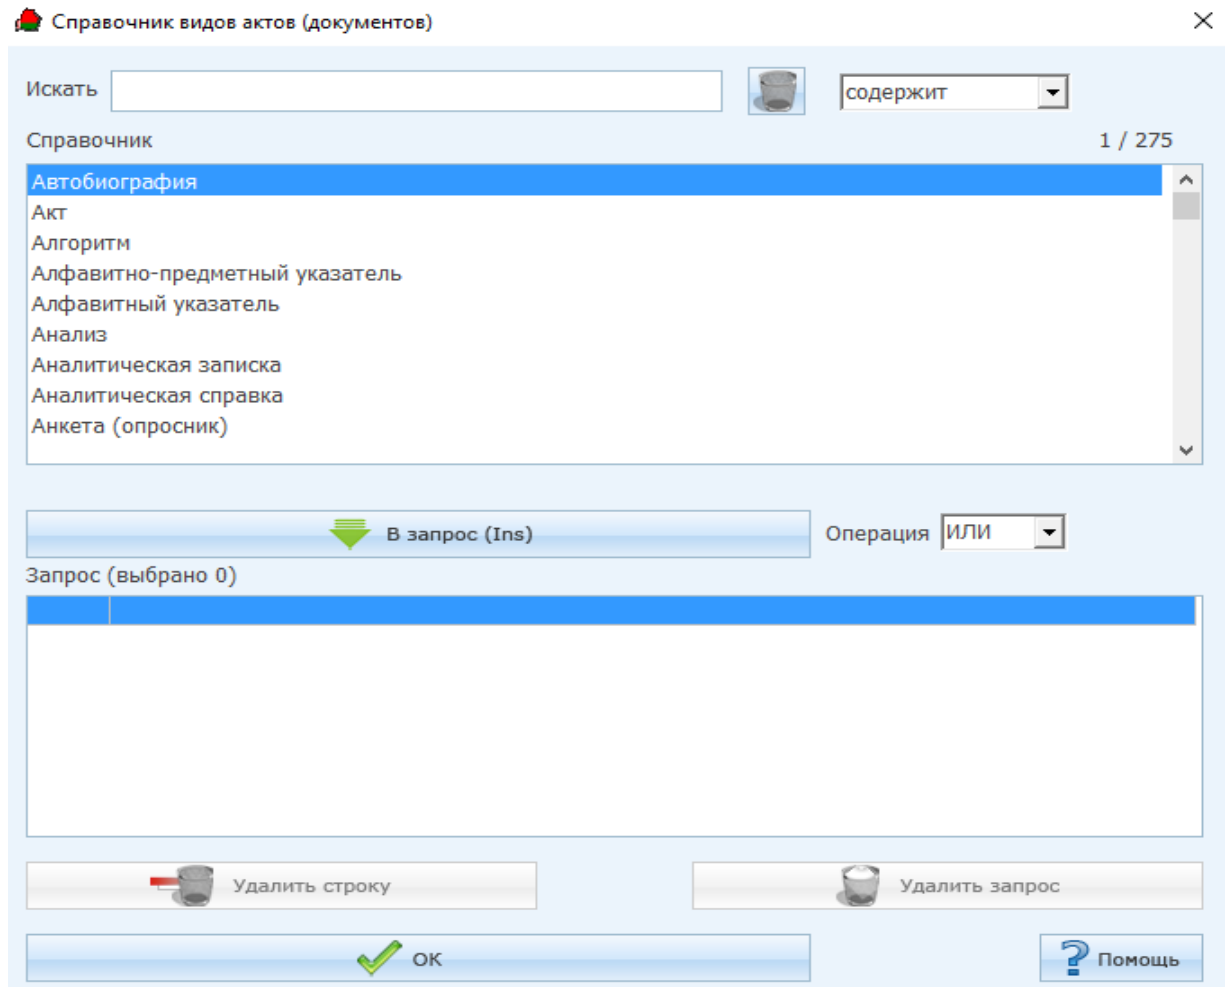 Справочник видов актов (документов)
Искать
содержит
Справочник 1 / 275
Автобиография
Акт
Алгоритм
Алфавитно-предметный указатель
Алфавитный указатель
Анализ
Аналитическая записка
Аналитическая справка
Анкета (опросник)
В запрос (Ins) Операция ИЛИ
Запрос (выбрано 0)
Удалить строку Удалить запрос
ОК Помощь